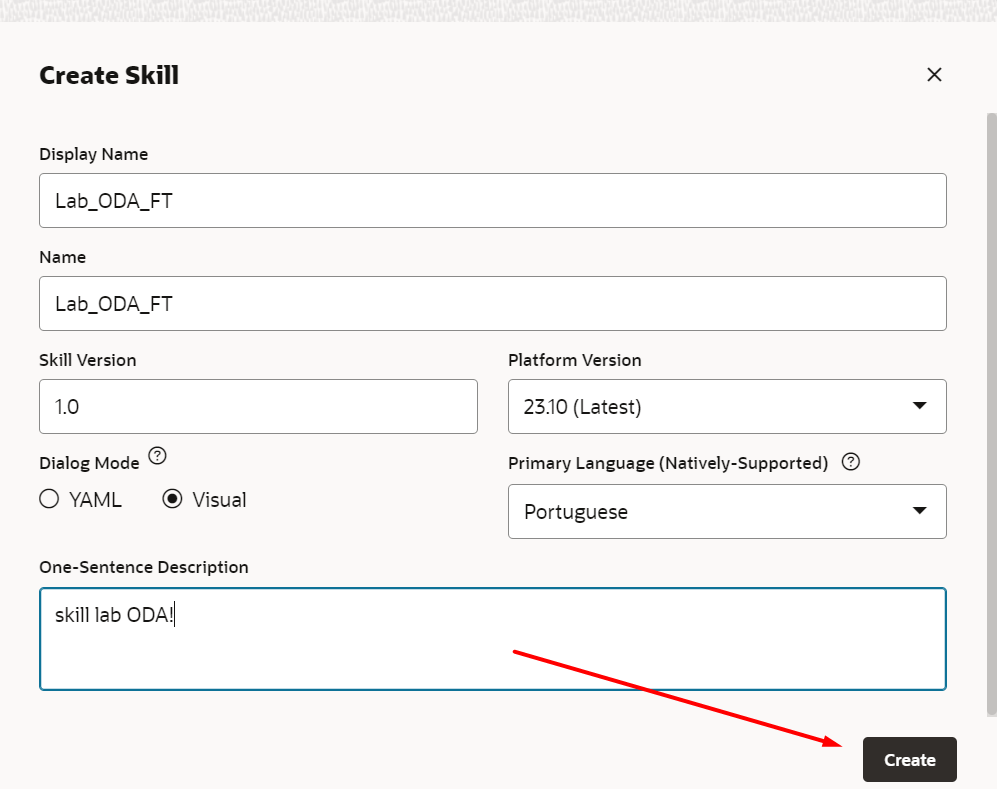 Create Skill
Display Name
Lab_ODA_FT
Name
Lab_ODA_FT
Skill Version
Platform Version
1.0
23.10 (Latest)
Dialog Mode ?
Primary Language (Natively-Supported) ?
YAML
Visual
Portuguese
One-Sentence Description
skill lab ODA!
Create